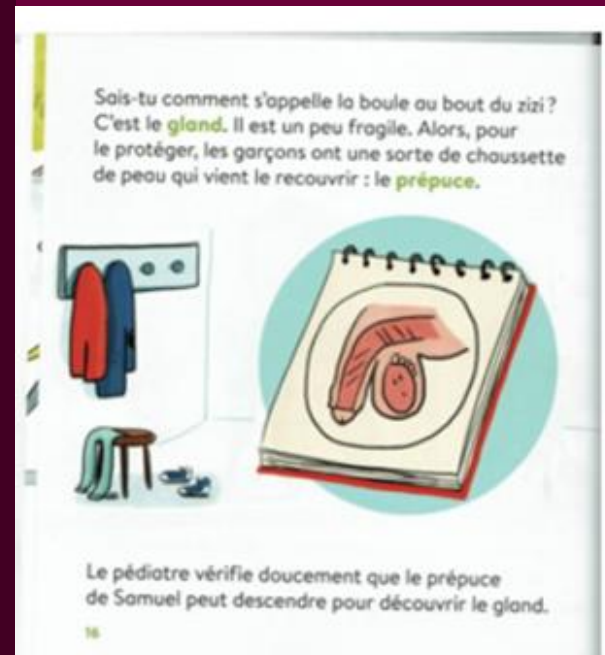 Sais-tu comment s'appelle la boule au bout du zizi ?
C'est le gland. Il est un peu fragile. Alors, pour
le protéger, les garçons ont une sorte de chaussette
de peau qui vient le recouvrir : le prépuce.
Le pédiatre vérifie doucement que le prépuce
de Samuel peut descendre pour découvrir le gland.
16